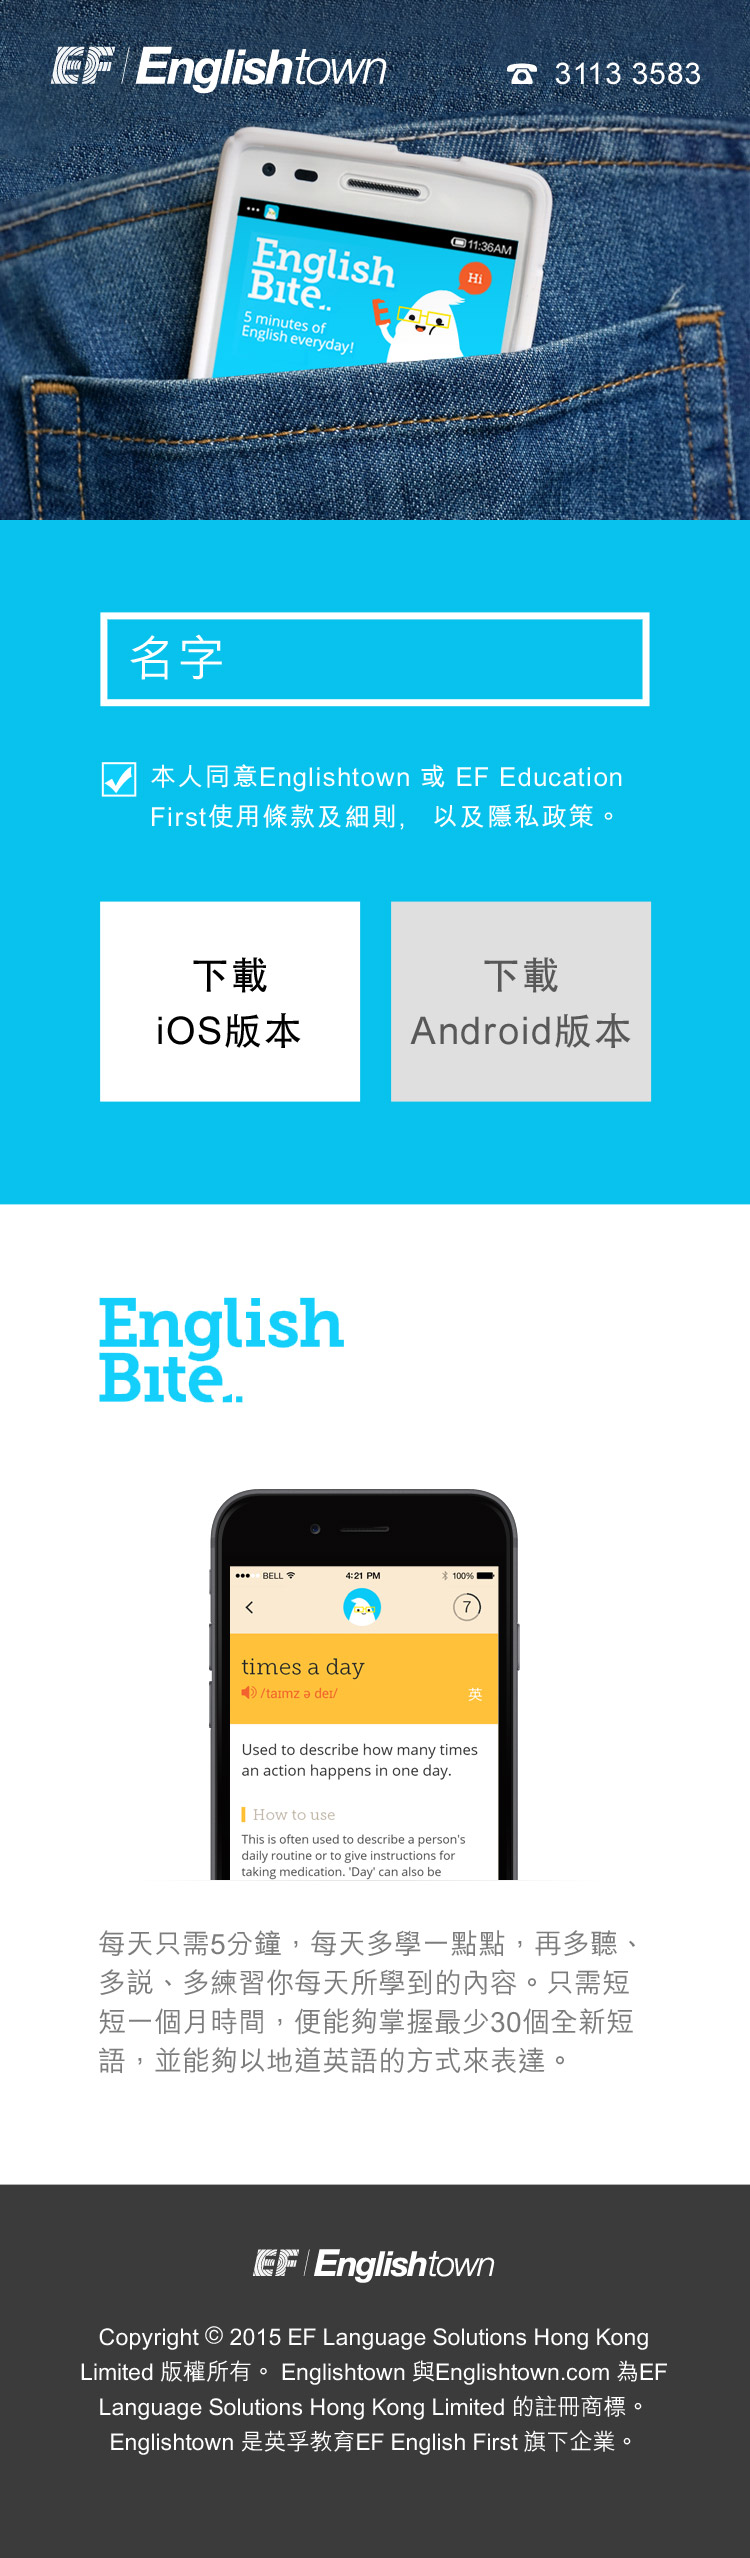 EF Englishtown
3113 3583
11:36AM
English
Bite..
Hi
5 minutes of
English everyday!
名字
本人同意Englishtown 或 EF Education
First使用條款及細則, 以及隱私政策。
下載
iOS版本
下載
Android版本
English
Bite..
BELL
4:21 PM
100%
7
times a day
/taɪmz ə deɪ/
英
Used to describe how many times
an action happens in one day.
How to use
This is often used to describe a person's
daily routine or to give instructions for
taking medication. 'Day' can also be
每天只需5分鐘，每天多學一點點，再多聽、
多説、多練習你每天所學到的內容。只需短
短一個月時間，便能夠掌握最少30個全新短
語，並能夠以地道英語的方式來表達。
EF Englishtown
Copyright © 2015 EF Language Solutions Hong Kong
Limited 版權所有。 Englishtown 與Englishtown.com 為EF
Language Solutions Hong Kong Limited 的註冊商標。
Englishtown 是英孚教育EF English First 旗下企業。